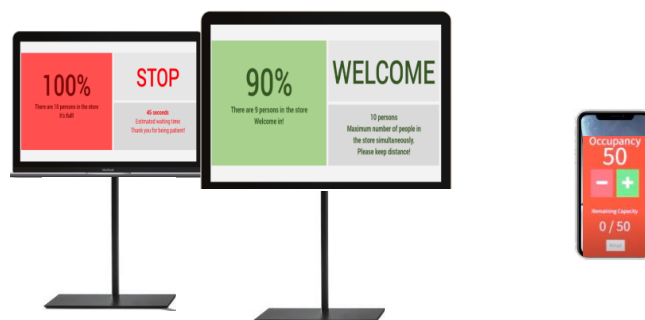 100%
There are 10 persons in the store
It's full!
STOP
45 seconds
Estimated waiting time
Thank you for being patient!
90%
There are 9 persons in the store
Welcome in!
WELCOME
10 persons
Maximum number of people in
the store simultaneously.
Please keep distance!
Occupancy
50
- +
Remaining Capacity
0 / 50